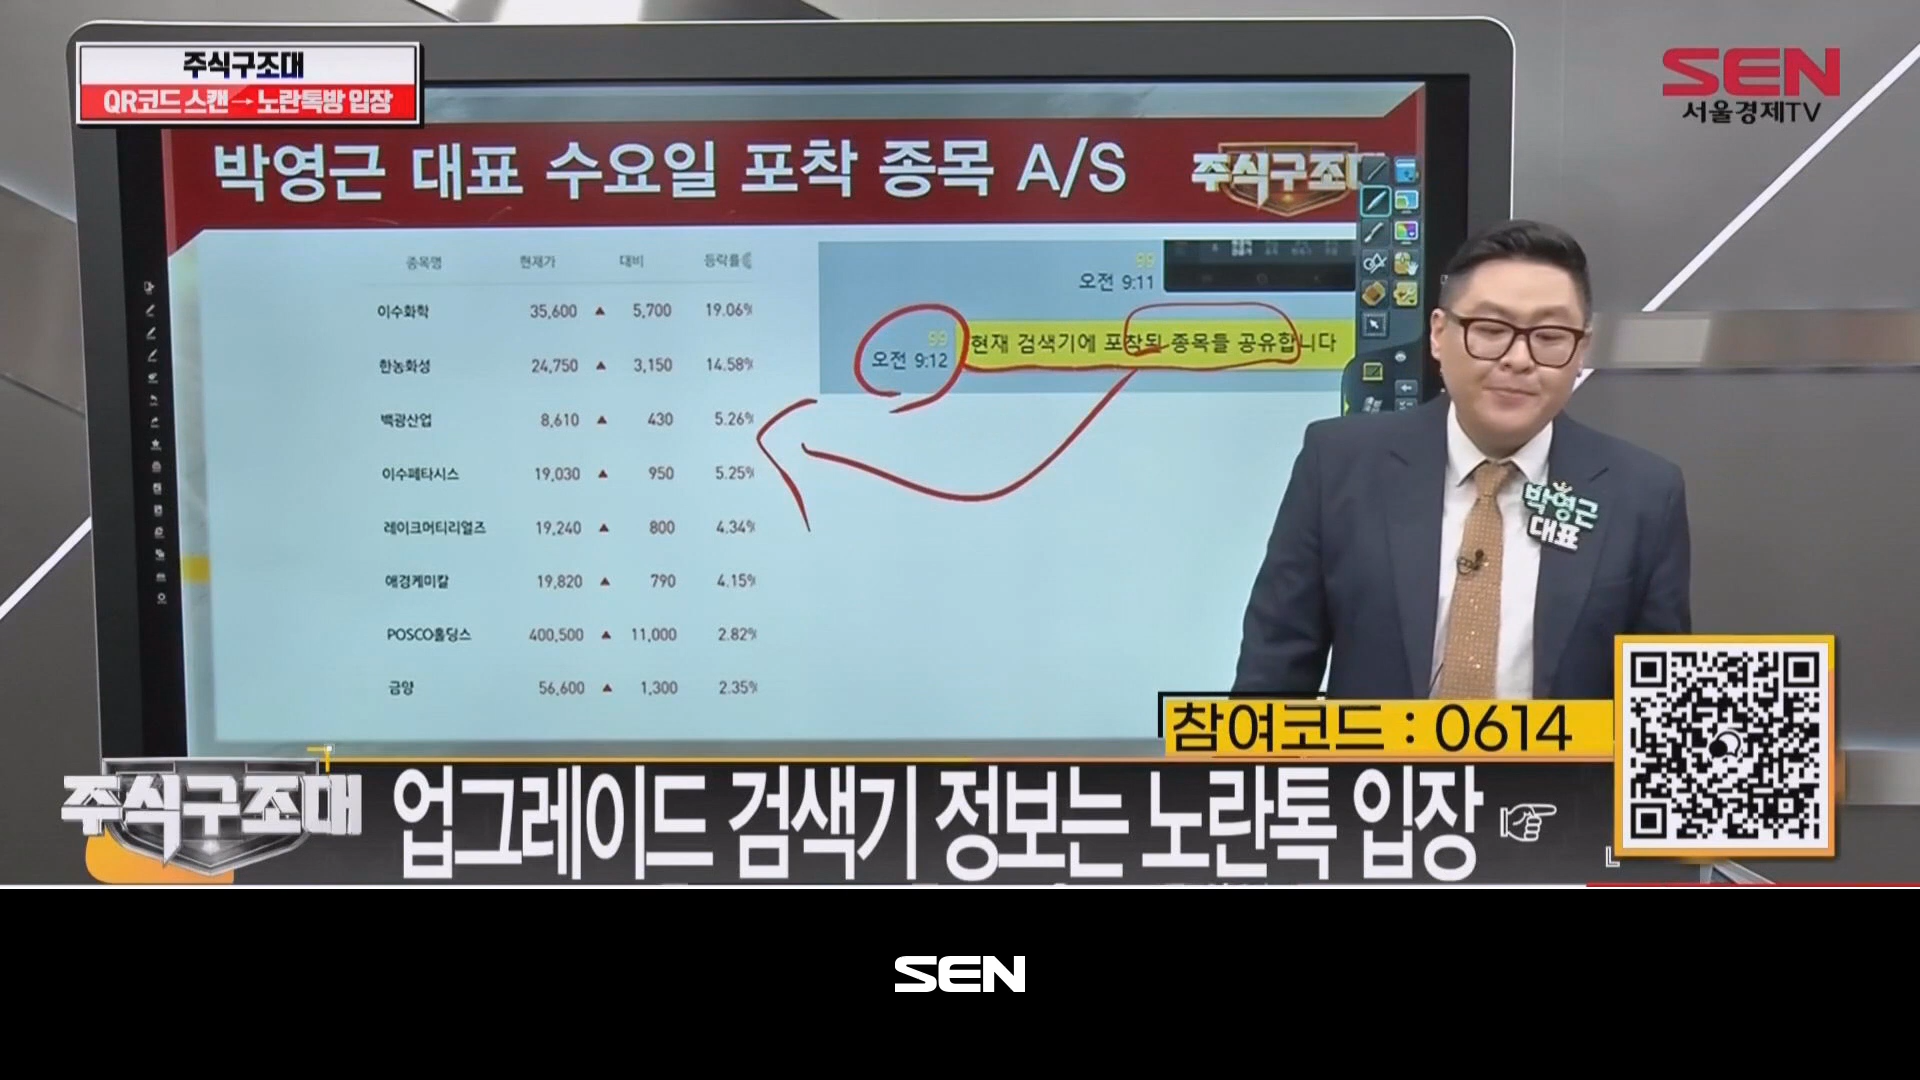 주식구조대
QR코드 스캔→노란톡방 입장
SEN
서울경제TV
박영근 대표 수요일 포착 종목 A/S
주식구조대
종목명 현재가 대비 등락률
이수화학 35,600 ▲ 5,700 19.06%
한농화성 24,750 ▲ 3,150 14.58%
백광산업 8,610 ▲ 430 5.26%
이수페타시스 19,030 ▲ 950 5.25%
레이크머티리얼즈 19,240 ▲ 800 4.34%
애경케미칼 19,820 ▲ 790 4.15%
POSCO홀딩스 400,500 ▲ 11,000 2.82%
금양 56,600 ▲ 1,300 2.35%
99
오전 9:11
99
오전 9:12
현재 검색기에 포착된 종목들 공유합니다
박영근
대표
참여코드 : 0614
주식구조대
업그레이드 검색기 정보는 노란톡 입장
SEN